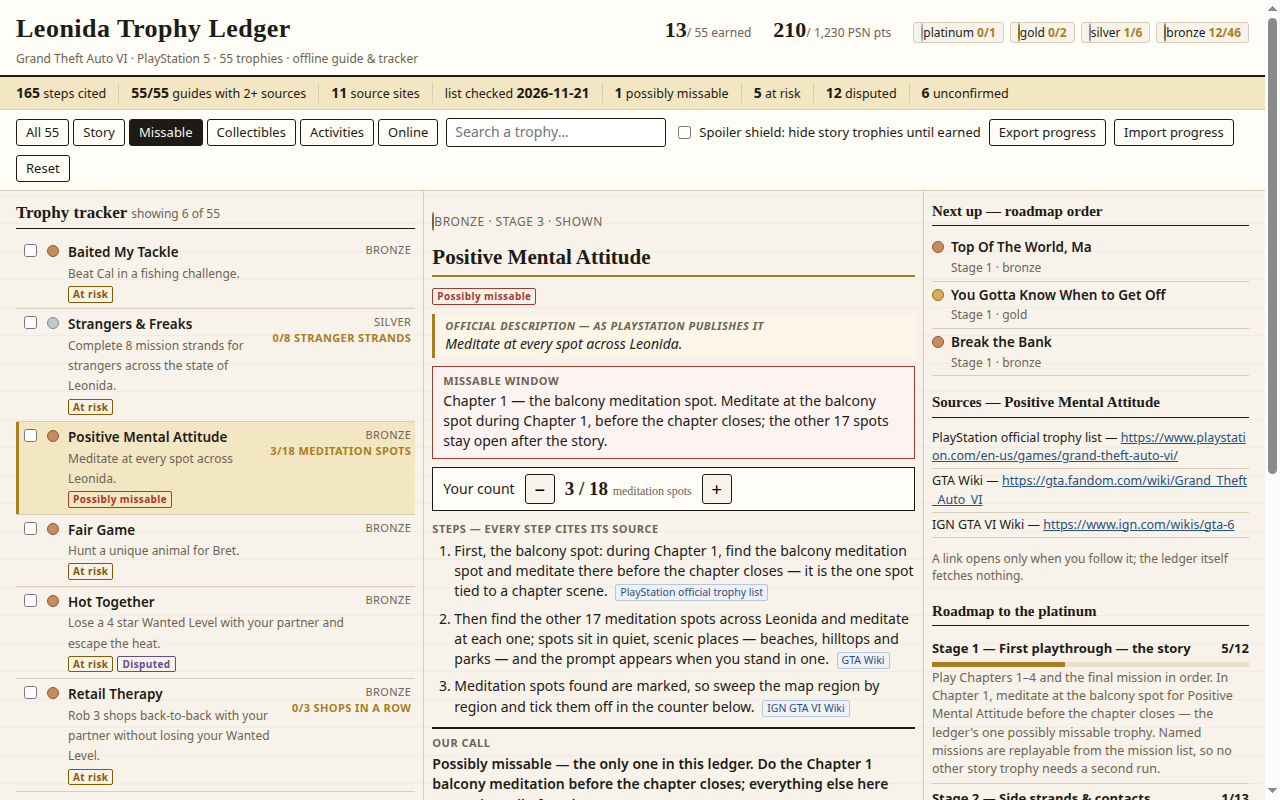 Leonida Trophy Ledger
Grand Theft Auto VI · PlayStation 5 · 55 trophies · offline guide & tracker
13/ 55 earned 210/ 1,230 PSN pts platinum 0/1 gold 0/2 silver 1/6 bronze 12/46
165 steps cited 55/55 guides with 2+ sources 11 source sites list checked 2026-11-21 1 possibly missable 5 at risk 12 disputed 6 unconfirmed
All 55 Story Missable Collectibles Activities Online Search a trophy... Spoiler shield: hide story trophies until earned Export progress Import progress
Reset
Trophy tracker showing 6 of 55
Baited My Tackle BRONZE
Beat Cal in a fishing challenge.
At risk
Strangers & Freaks SILVER
0/8 STRANGER STRANDS
Complete 8 mission strands for
strangers across the state of
Leonida.
At risk
Positive Mental Attitude BRONZE
3/18 MEDITATION SPOTS
Meditate at every spot across
Leonida.
Possibly missable
Fair Game BRONZE
Hunt a unique animal for Bret.
At risk
Hot Together BRONZE
Lose a 4 star Wanted Level with your partner and
escape the heat.
At risk Disputed
Retail Therapy BRONZE
0/3 SHOPS IN A ROW
Rob 3 shops back-to-back with your
partner without losing your Wanted
Level.
At risk
BRONZE · STAGE 3 · SHOWN
Positive Mental Attitude
Possibly missable
OFFICIAL DESCRIPTION — AS PLAYSTATION PUBLISHES IT
Meditate at every spot across Leonida.
MISSABLE WINDOW
Chapter 1 — the balcony meditation spot. Meditate at the balcony
spot during Chapter 1, before the chapter closes; the other 17 spots
stay open after the story.
Your count − 3 / 18 meditation spots +
STEPS — EVERY STEP CITES ITS SOURCE
1. First, the balcony spot: during Chapter 1, find the balcony meditation
spot and meditate there before the chapter closes — it is the one spot
tied to a chapter scene. PlayStation official trophy list
2. Then find the other 17 meditation spots across Leonida and meditate
at each one; spots sit in quiet, scenic places — beaches, hilltops and
parks — and the prompt appears when you stand in one. GTA Wiki
3. Meditation spots found are marked, so sweep the map region by
region and tick them off in the counter below. IGN GTA VI Wiki
OUR CALL
Possibly missable — the only one in this ledger. Do the Chapter 1
balcony meditation before the chapter closes; everything else here
Next up — roadmap order
Top Of The World, Ma
Stage 1 · bronze
You Gotta Know When to Get Off
Stage 1 · gold
Break the Bank
Stage 1 · bronze
Sources — Positive Mental Attitude
PlayStation official trophy list — https://www.playstati
on.com/en-us/games/grand-theft-auto-vi/
GTA Wiki — https://gta.fandom.com/wiki/Grand_Theft
_Auto_VI
IGN GTA VI Wiki — https://www.ign.com/wikis/gta-6
A link opens only when you follow it; the ledger itself
fetches nothing.
Roadmap to the platinum
Stage 1 — First playthrough — the story 5/12
Play Chapters 1–4 and the final mission in order. In
Chapter 1, meditate at the balcony spot for Positive
Mental Attitude before the chapter closes — the
ledger's one possibly missable trophy. Named
missions are replayable from the mission list, so no
other story trophy needs a second run.
Stage 2 — Side strands & contacts 1/13